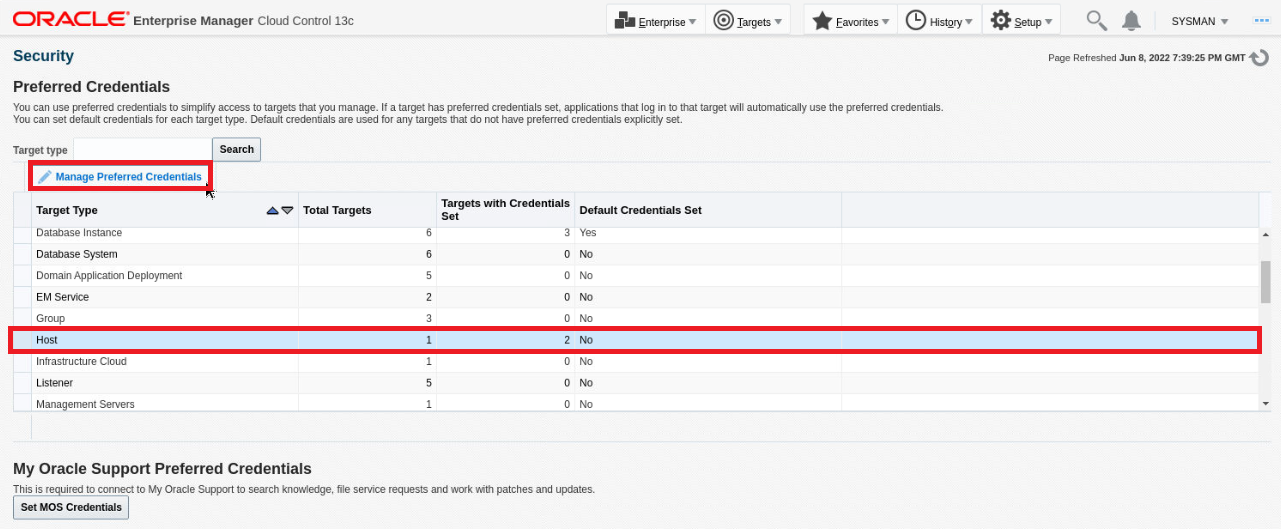 ORACLE® Enterprise Manager Cloud Control 13c Enterprise Targets Favorites History Setup SYSMAN
Security
Page Refreshed Jun 8, 2022 7:39:25 PM GMT
Preferred Credentials
You can use preferred credentials to simplify access to targets that you manage. If a target has preferred credentials set, applications that log in to that target will automatically use the preferred credentials.
You can set default credentials for each target type. Default credentials are used for any targets that do not have preferred credentials explicitly set.
Target type Search
Manage Preferred Credentials
Target Type Total Targets Targets with Credentials Set Default Credentials Set
Database Instance 6 3 Yes
Database System 6 0 No
Domain Application Deployment 5 0 No
EM Service 2 0 No
Group 3 0 No
Host 1 2 No
Infrastructure Cloud 1 0 No
Listener 5 0 No
Management Servers 1 0 No
My Oracle Support Preferred Credentials
This is required to connect to My Oracle Support to search knowledge, file service requests and work with patches and updates.
Set MOS Credentials